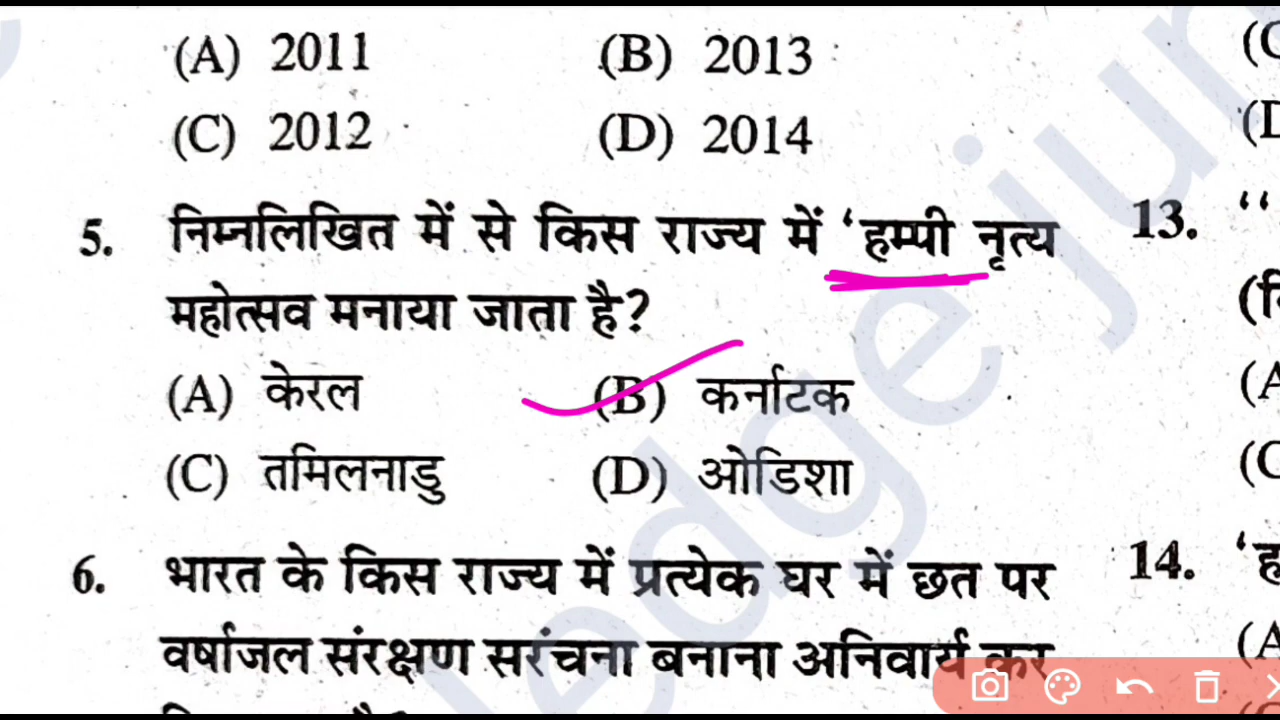 (A) 2011 (B) 2013
(C) 2012 (D) 2014
5. निम्नलिखित में से किस राज्य में ‘हम्पी नृत्य
महोत्सव मनाया जाता है?
(A) केरल (B) कर्नाटक
(C) तमिलनाडु (D) ओडिशा
6. भारत के किस राज्य में प्रत्येक घर में छत पर
वर्षाजल संरक्षण सरंचना बनाना अनिवार्य कर
13. “
14.